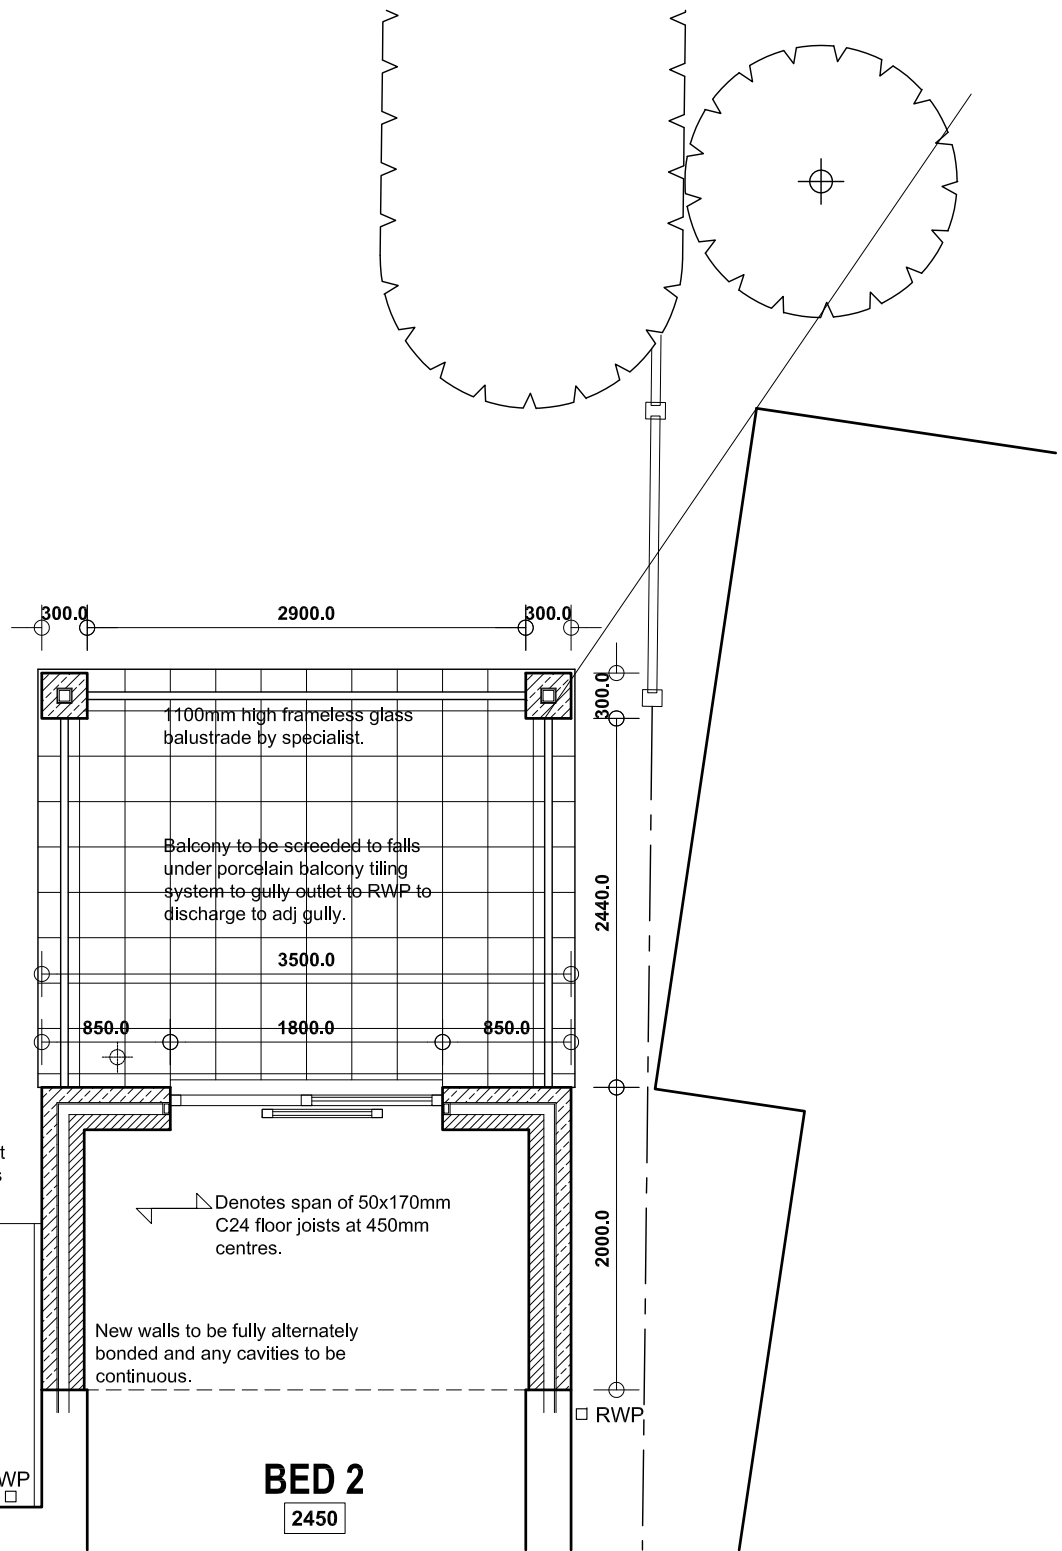 300.0
2900.0
300.0
300.0
1100mm high frameless glass
balustrade by specialist.
Balcony to be screeded to falls
under porcelain balcony tiling
system to gully outlet to RWP to
discharge to adj gully.
2440.0
3500.0
850.0
1800.0
850.0
t
s
Denotes span of 50x170mm
C24 floor joists at 450mm
centres.
2000.0
New walls to be fully alternately
bonded and any cavities to be
continuous.
RWP
WP
BED 2
2450